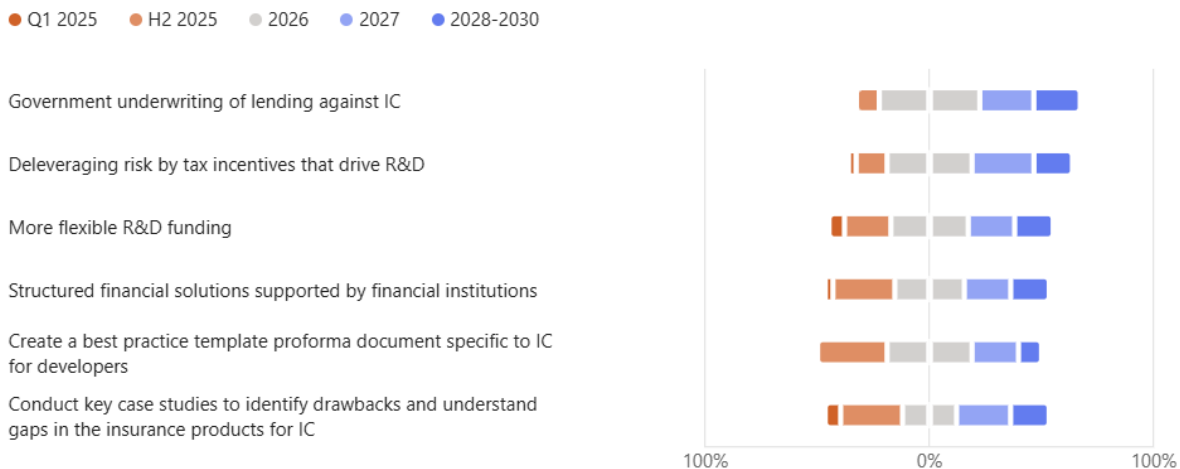 Q1 2025 H2 2025 2026 2027 2028-2030
Government underwriting of lending against IC
Deleveraging risk by tax incentives that drive R&D
More flexible R&D funding
Structured financial solutions supported by financial institutions
Create a best practice template proforma document specific to IC
for developers
Conduct key case studies to identify drawbacks and understand
gaps in the insurance products for IC
100% 0% 100%